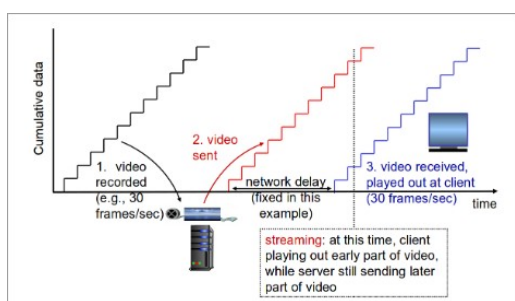 Cumulative data
1. video
recorded
(e.g., 30
frames/sec)
2. video
sent
network delay
(fixed in this
example)
3. video received,
played out at client
(30 frames/sec)
time
streaming: at this time, client
playing out early part of video,
while server still sending later
part of video